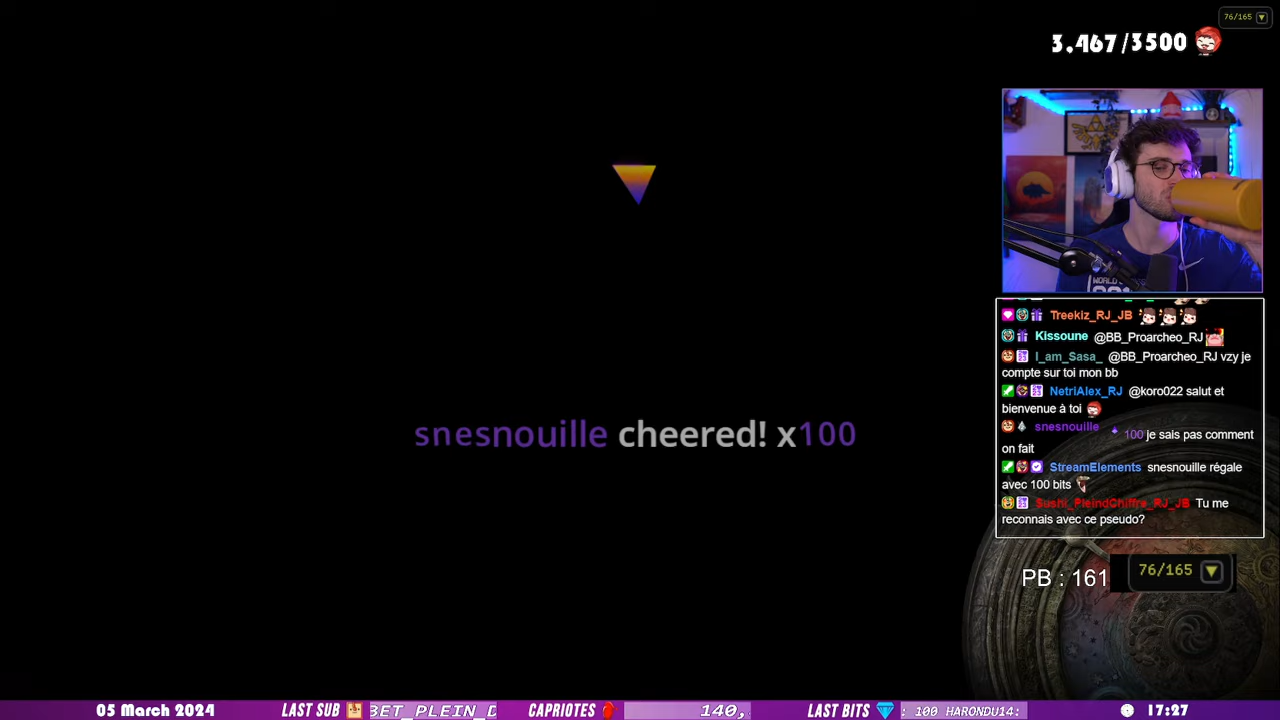 76/165
3,467/3500
Treekiz_RJ_JB
Kissoune @BB_Proarcheo_RJ
I_am_Sasa_ @BB_Proarcheo_RJ vzy je
compte sur toi mon bb
NetriAlex_RJ @koro022 salut et
bienvenue à toi
snesnouille 100 je sais pas comment
on fait
StreamElements snesnouille régale
avec 100 bits
Sushi_PleindChiffre_RJ_JB Tu me
reconnais avec ce pseudo?
snesnouille cheered! x100
PB : 161
76/165
05 March 2024
LAST SUB BET_PLEIN_D
CAPRIOTES 140,
LAST BITS : 100 HARONDU14:
17:27